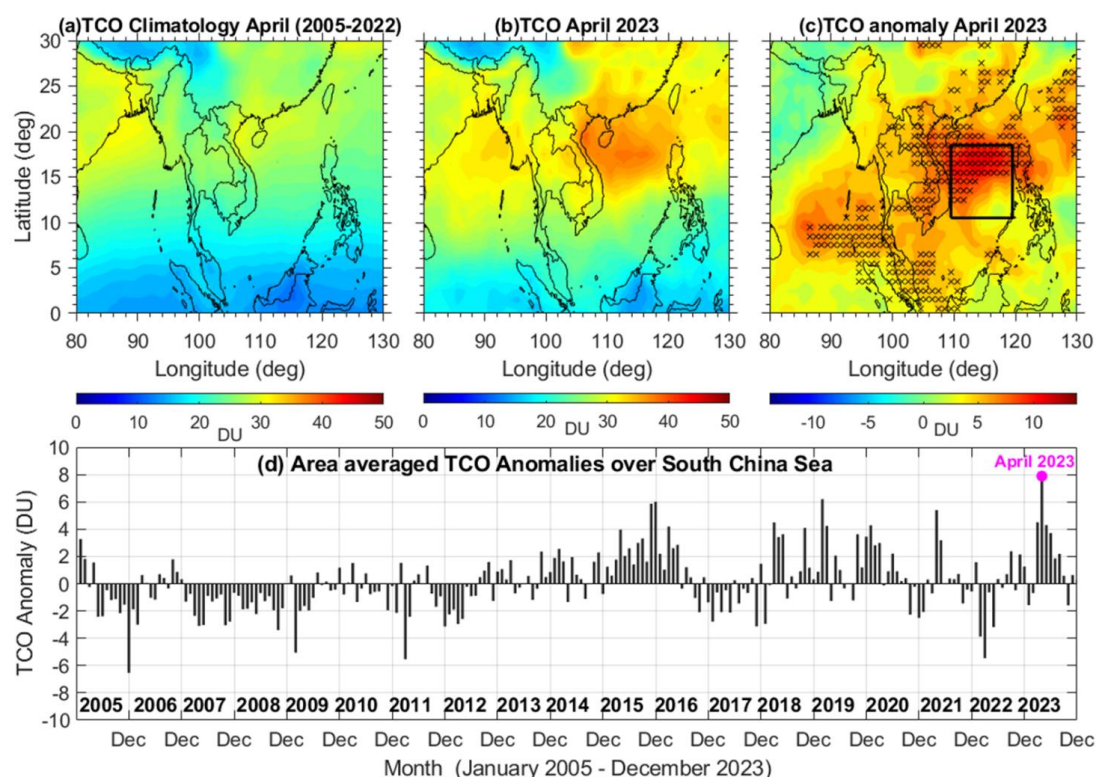 (a)TCO Climatology April (2005-2022)
(b)TCO April 2023
(c)TCO anomaly April 2023
30
25
20
15
10
5
0
Latitude (deg)
80 90 100 110 120 130
80 90 100 110 120 130
80 90 100 110 120 130
Longitude (deg)
Longitude (deg)
Longitude (deg)
0 10 20 30 40 50
DU
0 10 20 30 40 50
DU
-10 -5 0 5 10
DU
(d) Area averaged TCO Anomalies over South China Sea
April 2023
10
8
6
4
2
0
-2
-4
-6
-8
-10
TCO Anomaly (DU)
2005 2006 2007 2008 2009 2010 2011 2012 2013 2014 2015 2016 2017 2018 2019 2020 2021 2022 2023
Dec Dec Dec Dec Dec Dec Dec Dec Dec Dec Dec Dec Dec Dec Dec Dec Dec Dec Dec
Month (January 2005 - December 2023)